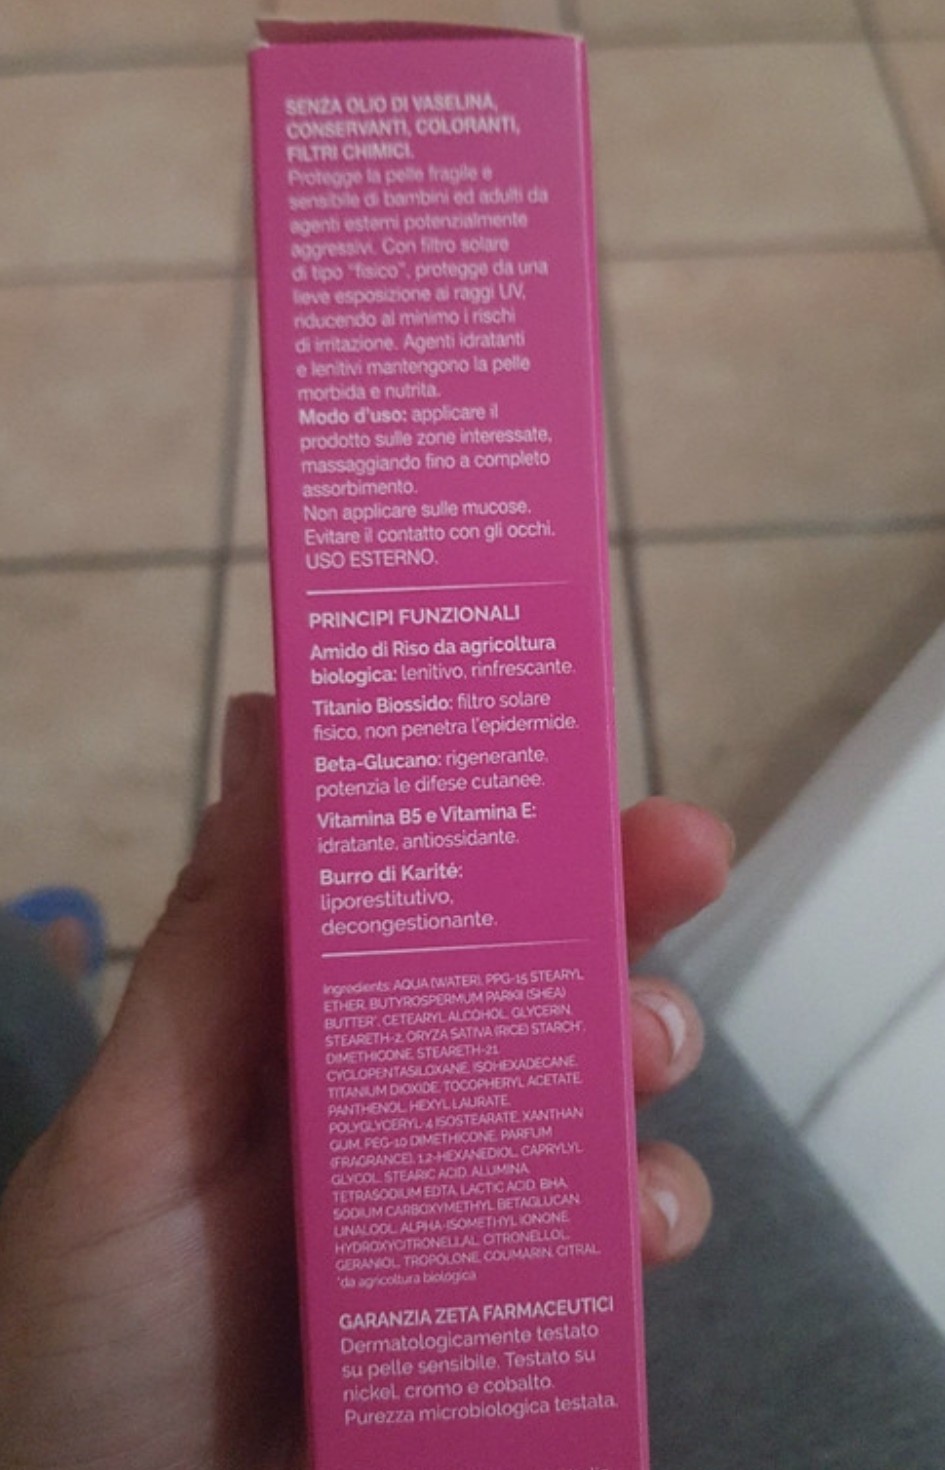 SENZA OLIO DI VASELINA,
CONSERVANTI, COLORANTI,
FILTRI CHIMICI.
Protegge la pelle fragile e
sensibile di bambini ed adulti da
agenti esterni potenzialmente
aggressivi. Con filtro solare
di tipo "fisico", protegge da una
lieve esposizione ai raggi UV,
riducendo al minimo i rischi
di irritazione. Agenti idratanti
e lenitivi mantengono la pelle
morbida e nutrita.
Modo d'uso: applicare il
prodotto sulle zone interessate,
massaggiando fino a completo
assorbimento.
Non applicare sulle mucose.
Evitare il contatto con gli occhi.
USO ESTERNO.
PRINCIPI FUNZIONALI
Amido di Riso da agricoltura
biologica: lenitivo, rinfrescante.
Titanio Biossido: filtro solare
fisico, non penetra l'epidermide.
Beta-Glucano: rigenerante,
potenzia le difese cutanee.
Vitamina B5 e Vitamina E:
idratante, antiossidante.
Burro di Karité:
liporestitutivo,
decongestionante.
Ingredients: AQUA (WATER), PPG-15 STEARYL
ETHER, BUTYROSPERMUM PARKII (SHEA)
BUTTER*, CETEARYL ALCOHOL, GLYCERIN,
STEARETH-2, ORYZA SATIVA (RICE) STARCH*,
DIMETHICONE, STEARETH-21,
CYCLOPENTASILOXANE, ISOHEXADECANE,
TITANIUM DIOXIDE, TOCOPHERYL ACETATE,
PANTHENOL, HEXYL LAURATE,
POLYGLYCERYL-4 ISOSTEARATE, XANTHAN
GUM, PEG-10 DIMETHICONE, PARFUM
(FRAGRANCE), 1,2-HEXANEDIOL, CAPRYLYL
GLYCOL, STEARIC ACID, ALUMINA,
TETRASODIUM EDTA, LACTIC ACID, BHA,
SODIUM CARBOXYMETHYL BETAGLUCAN,
LINALOOL, ALPHA-ISOMETHYL IONONE,
HYDROXYCITRONELLAL, CITRONELLOL,
GERANIOL, TROPOLONE, COUMARIN, CITRAL.
*da agricoltura biologica
GARANZIA ZETA FARMACEUTICI
Dermatologicamente testato
su pelle sensibile. Testato su
nickel, cromo e cobalto.
Purezza microbiologica testata.